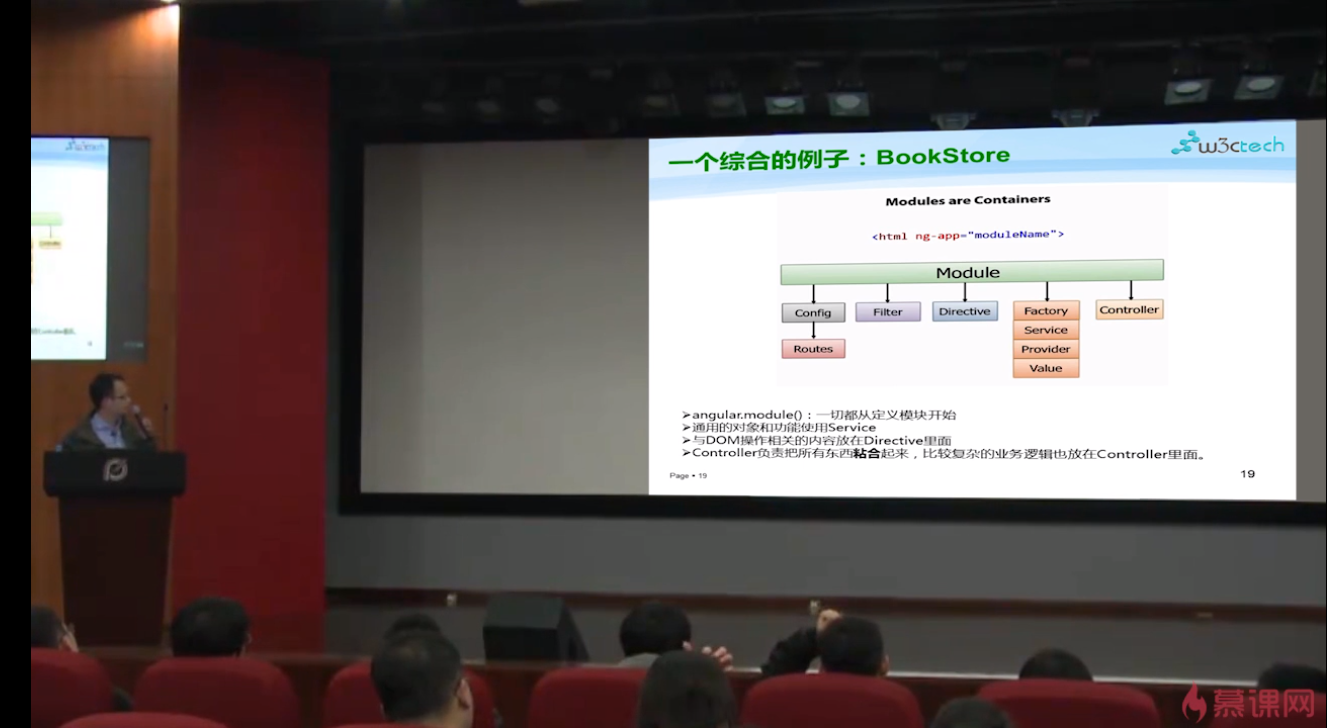 w3ctech
一个综合的例子：BookStore
Modules are Containers
<html ng-app="moduleName">
Module
Config
Filter
Directive
Factory
Controller
Service
Routes
Provider
Value
➢angular.module()：一切都从定义模块开始
➢通用的对象和功能使用Service
➢与DOM操作相关的内容放在Directive里面
➢Controller负责把所有东西粘合起来，比较复杂的业务逻辑也放在Controller里面。
Page ▪ 19
19
慕课网